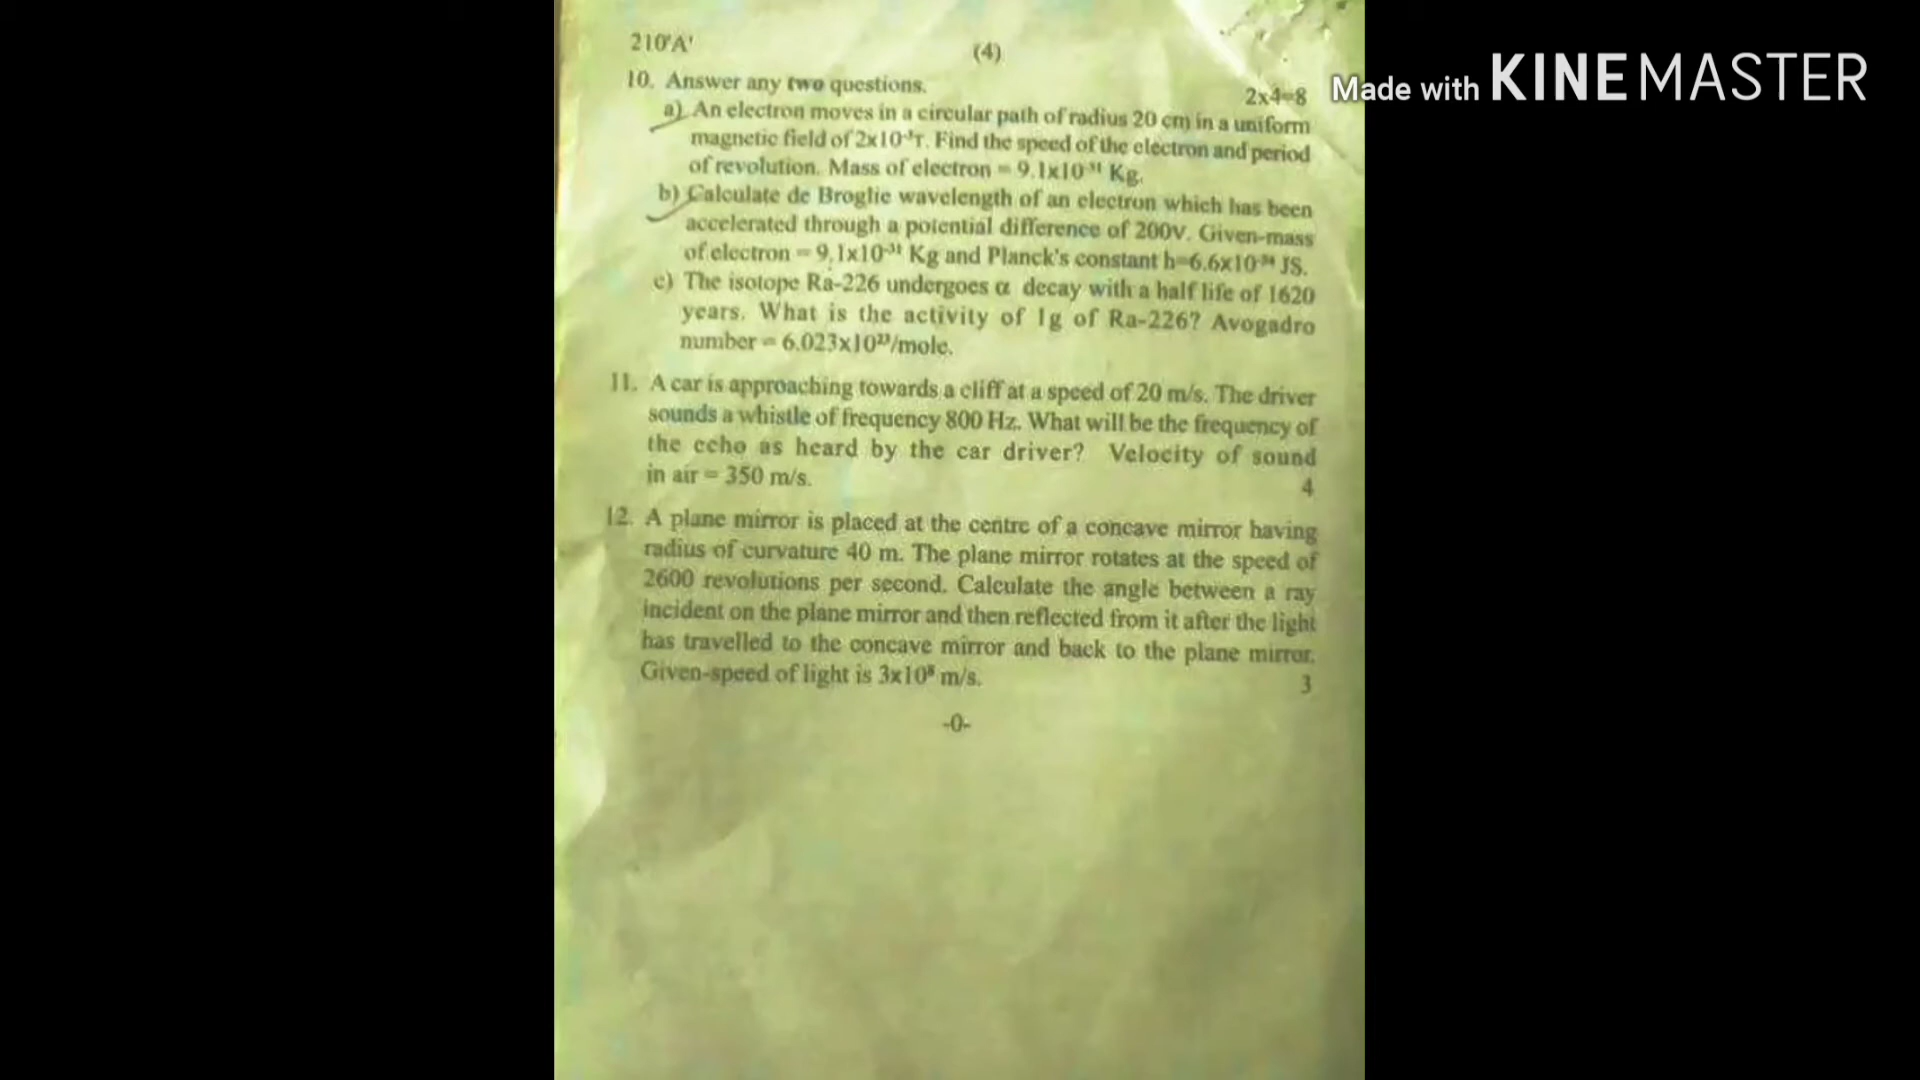 210'A'
(4)
Made with KINEMASTER
10. Answer any two questions.
2x4=8
a) An electron moves in a circular path of radius 20 cm in a uniform
magnetic field of 2x10⁻³T. Find the speed of the electron and period
of revolution. Mass of electron = 9.1x10⁻³¹ Kg.
b) Calculate de Broglie wavelength of an electron which has been
accelerated through a potential difference of 200v. Given-mass
of electron = 9.1x10⁻³¹ Kg and Planck's constant h=6.6x10⁻³⁴ JS.
c) The isotope Ra-226 undergoes α decay with a half life of 1620
years. What is the activity of 1g of Ra-226? Avogadro
number = 6.023x10²³/mole.
11. A car is approaching towards a cliff at a speed of 20 m/s. The driver
sounds a whistle of frequency 800 Hz. What will be the frequency of
the echo as heard by the car driver? Velocity of sound
in air = 350 m/s.
4
12. A plane mirror is placed at the centre of a concave mirror having
radius of curvature 40 m. The plane mirror rotates at the speed of
2600 revolutions per second. Calculate the angle between a ray
incident on the plane mirror and then reflected from it after the light
has travelled to the concave mirror and back to the plane mirror.
Given-speed of light is 3x10⁸ m/s.
3
-0-